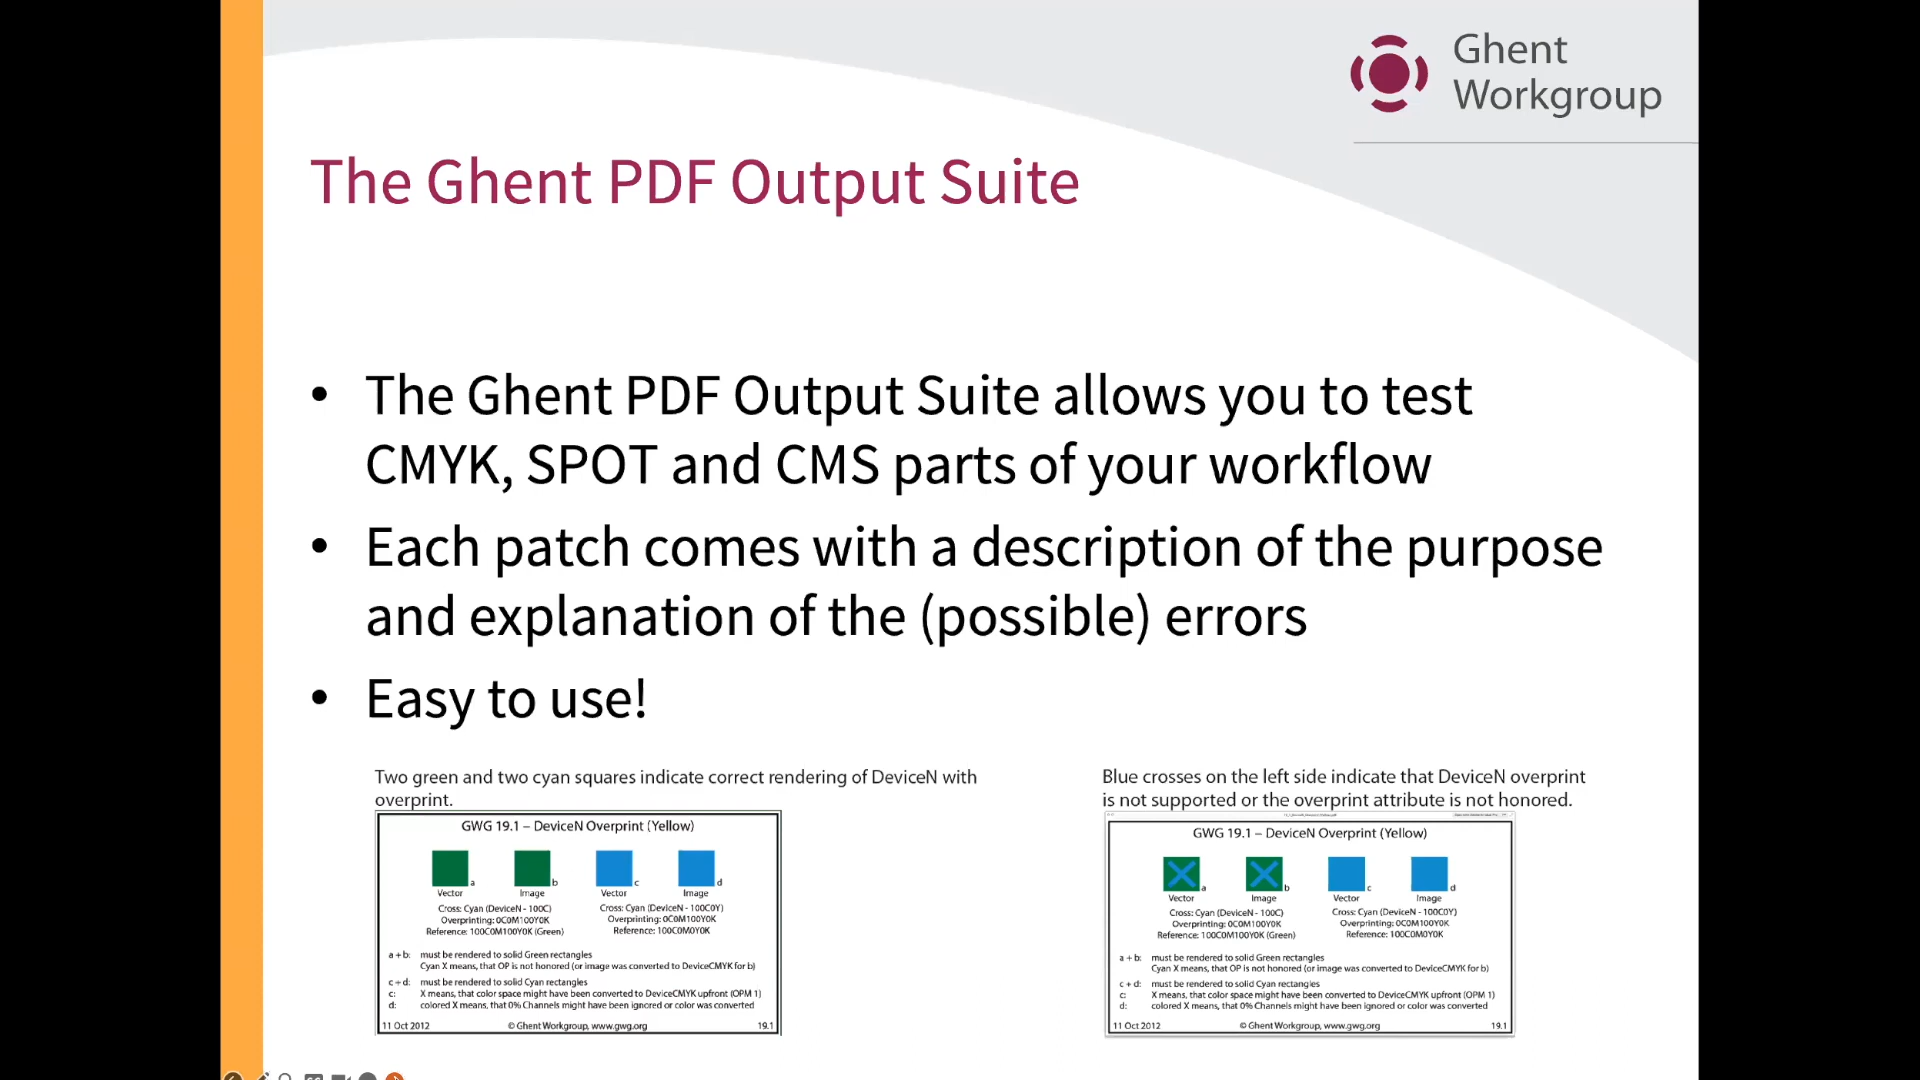 Ghent
Workgroup
The Ghent PDF Output Suite
• The Ghent PDF Output Suite allows you to test
CMYK, SPOT and CMS parts of your workflow
• Each patch comes with a description of the purpose
and explanation of the (possible) errors
• Easy to use!
Two green and two cyan squares indicate correct rendering of DeviceN with
overprint.
GWG 19.1 – DeviceN Overprint (Yellow)
a b c d
Vector Image Vector Image
Cross: Cyan (DeviceN - 100C) Cross: Cyan (DeviceN - 100C0Y)
Overprinting: 0C0M100Y0K Overprinting: 0C0M100Y0K
Reference: 100C0M100Y0K (Green) Reference: 100C0M0Y0K
a + b: must be rendered to solid Green rectangles
Cyan X means, that OP is not honored (or image was converted to DeviceCMYK for b)
c + d: must be rendered to solid Cyan rectangles
c: X means, that color space might have been converted to DeviceCMYK upfront (OPM 1)
d: colored X means, that 0% Channels might have been ignored or color was converted
11 Oct 2012 © Ghent Workgroup, www.gwg.org 19.1
Blue crosses on the left side indicate that DeviceN overprint
is not supported or the overprint attribute is not honored.
GWG 19.1 – DeviceN Overprint (Yellow)
a b c d
Vector Image Vector Image
Cross: Cyan (DeviceN - 100C) Cross: Cyan (DeviceN - 100C0Y)
Overprinting: 0C0M100Y0K Overprinting: 0C0M100Y0K
Reference: 100C0M100Y0K (Green) Reference: 100C0M0Y0K
a + b: must be rendered to solid Green rectangles
Cyan X means, that OP is not honored (or image was converted to DeviceCMYK for b)
c + d: must be rendered to solid Cyan rectangles
c: X means, that color space might have been converted to DeviceCMYK upfront (OPM 1)
d: colored X means, that 0% Channels might have been ignored or color was converted
11 Oct 2012 © Ghent Workgroup, www.gwg.org 19.1